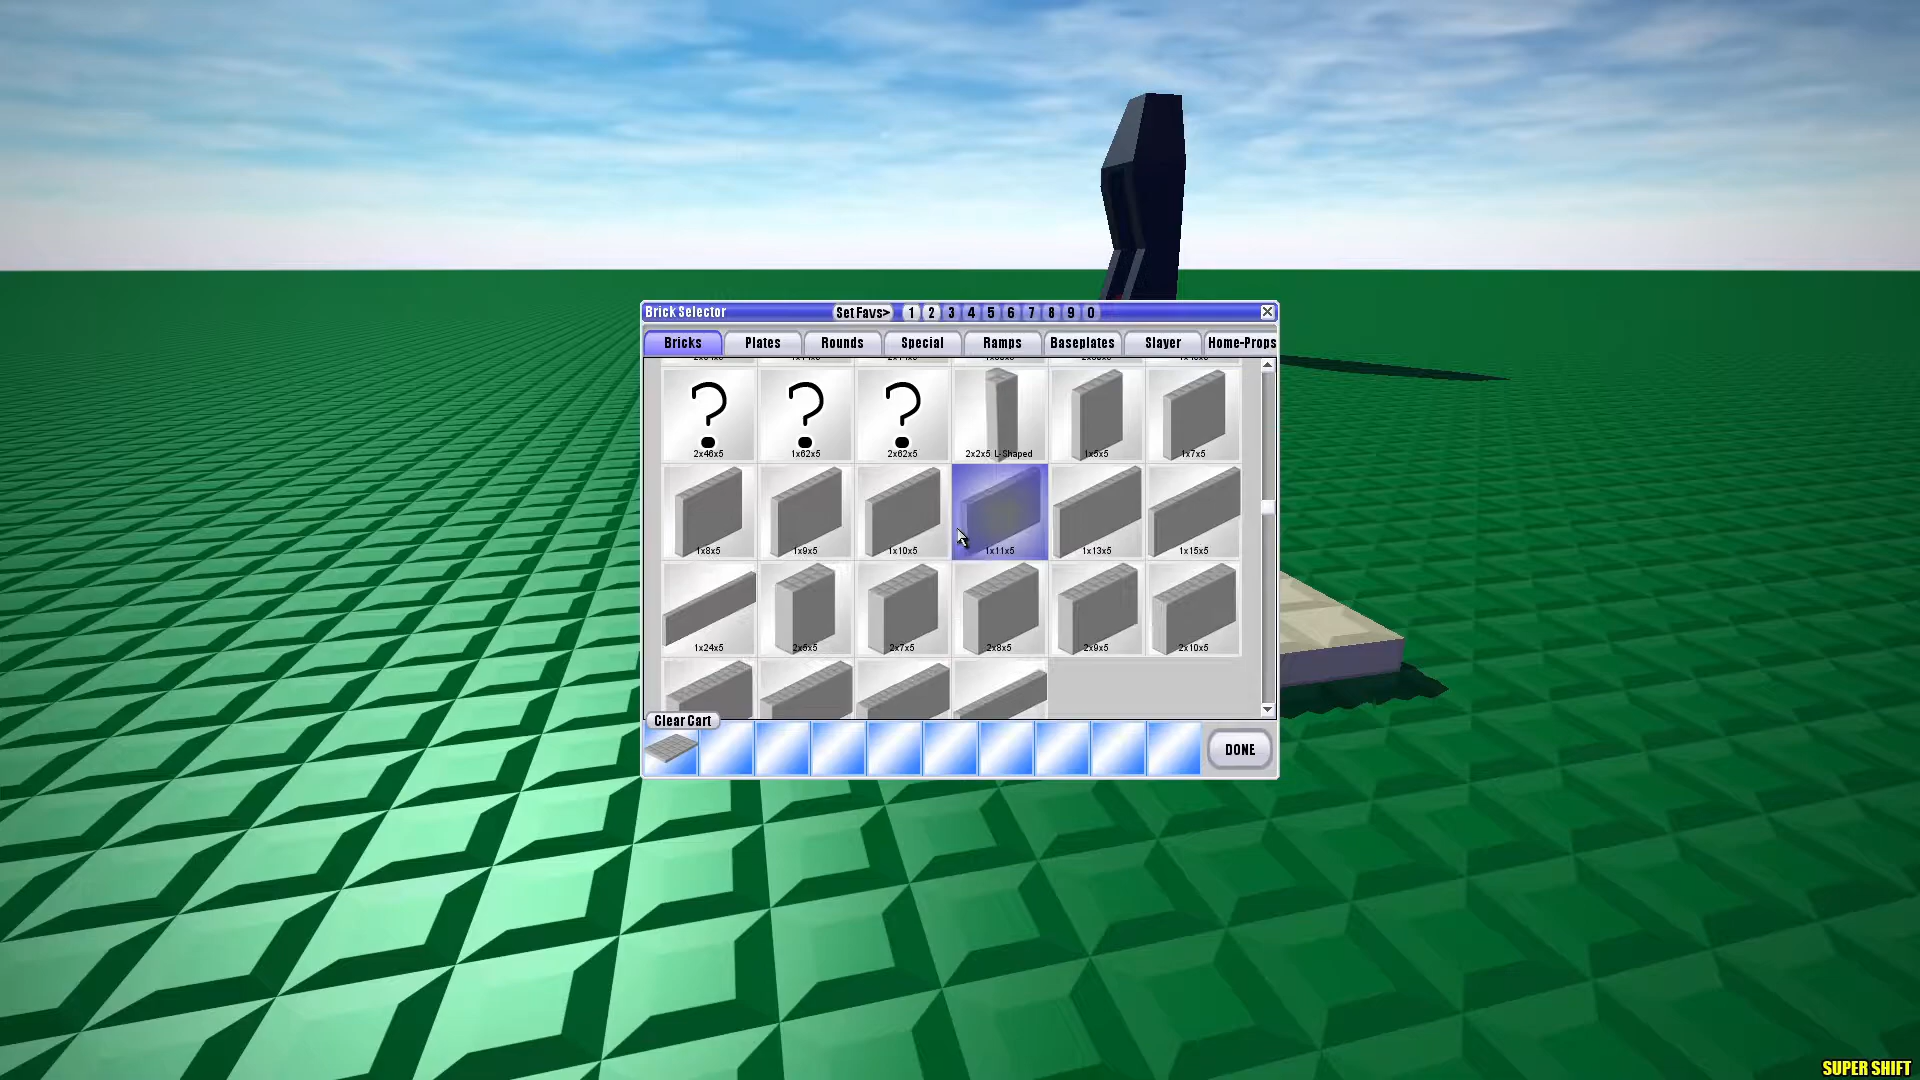 Brick Selector Set Favs> 1 2 3 4 5 6 7 8 9 0
Bricks Plates Rounds Special Ramps Baseplates Slayer Home-Props
2x46x5 1x62x5 2x62x5 2x2x5 L-Shaped 1x5x5 1x7x5
1x8x5 1x9x5 1x10x5 1x11x5 1x13x5 1x15x5
1x24x5 2x5x5 2x7x5 2x8x5 2x9x5 2x10x5
Clear Cart
DONE
SUPER SHIFT